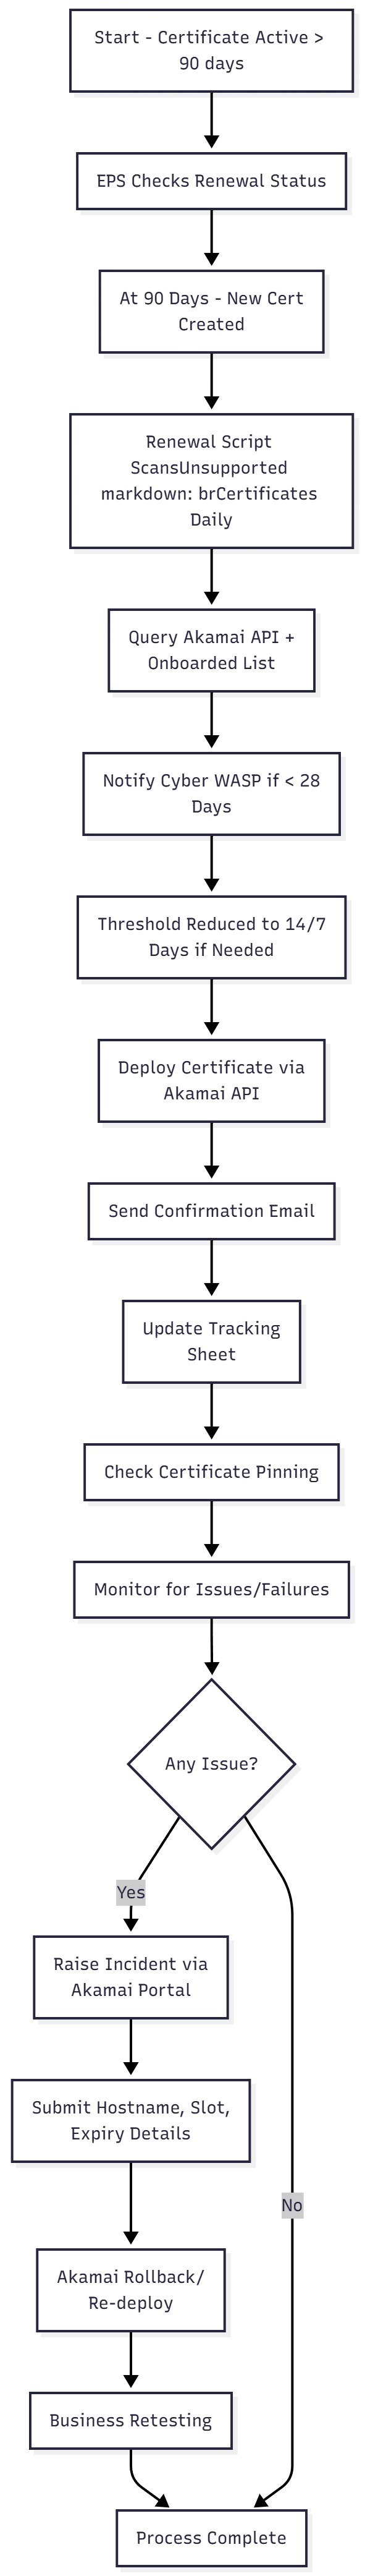 Start - Certificate Active >
90 days
EPS Checks Renewal Status
At 90 Days - New Cert
Created
Renewal Script
ScansUnsupported
markdown: brCertificates
Daily
Query Akamai API +
Onboarded List
Notify Cyber WASP if < 28
Days
Threshold Reduced to 14/7
Days if Needed
Deploy Certificate via
Akamai API
Send Confirmation Email
Update Tracking
Sheet
Check Certificate Pinning
Monitor for Issues/Failures
Any Issue?
Yes
Raise Incident via
Akamai Portal
Submit Hostname, Slot,
Expiry Details
No
Akamai Rollback/
Re-deploy
Business Retesting
Process Complete